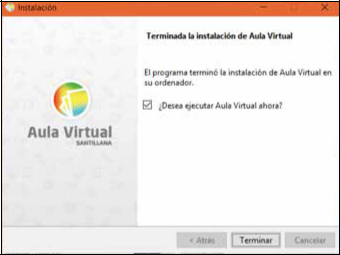 Instalación
Terminada la instalación de Aula Virtual
El programa terminó la instalación de Aula Virtual en
su ordenador.
¿Desea ejecutar Aula Virtual ahora?
Aula Virtual
SANTILLANA
< Atrás
Terminar
Cancelar